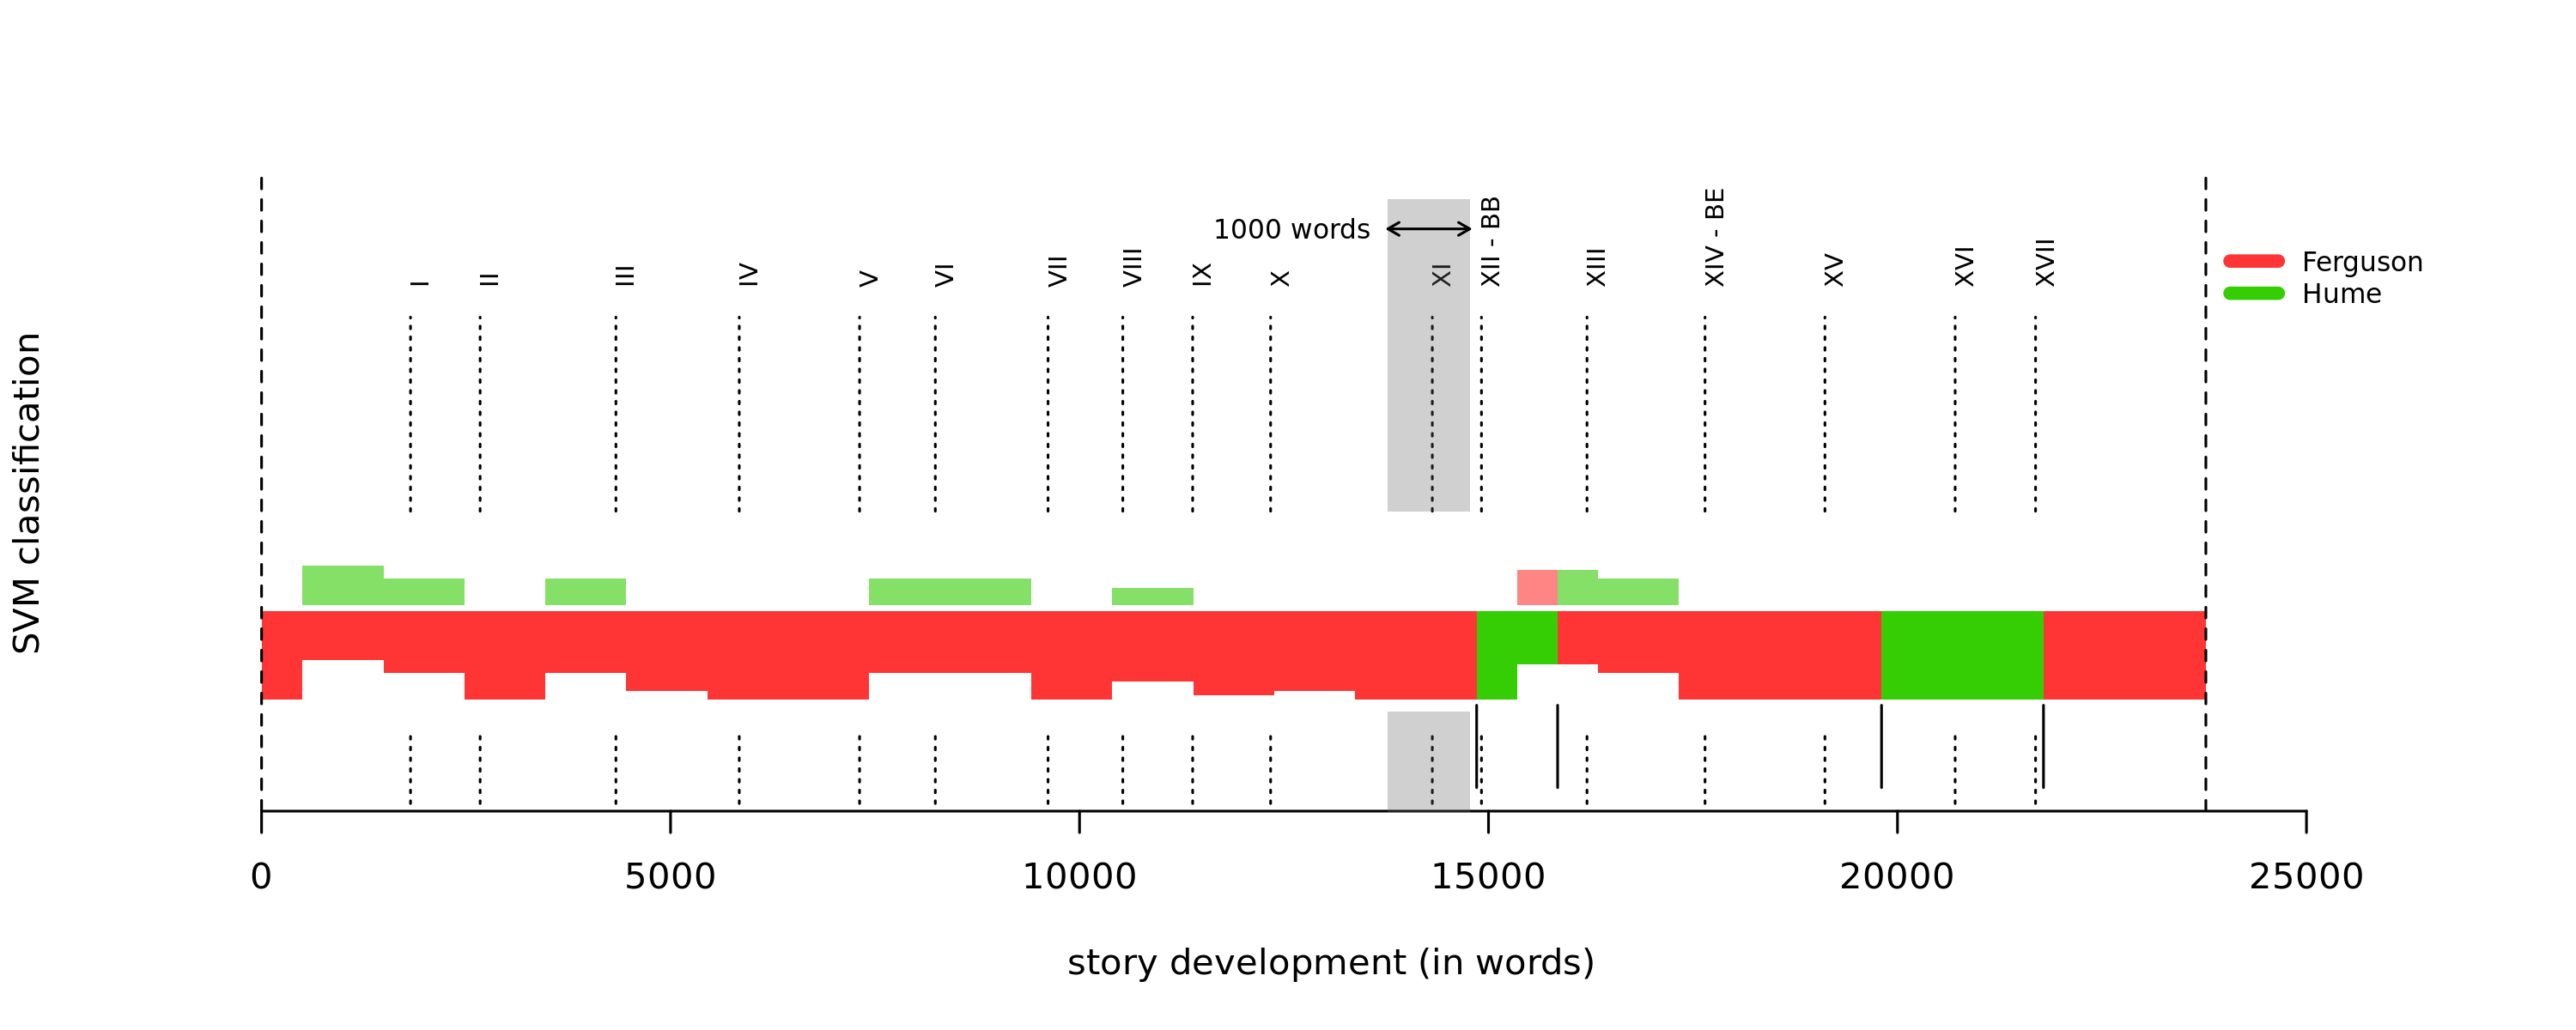 1000 words
I
II
III
IV
V
VI
VII
VIII
IX
X
XI
XII - BB
XIII
XIV - BE
XV
XVI
XVII
Ferguson
Hume
SVM classification
0
5000
10000
15000
20000
25000
story development (in words)